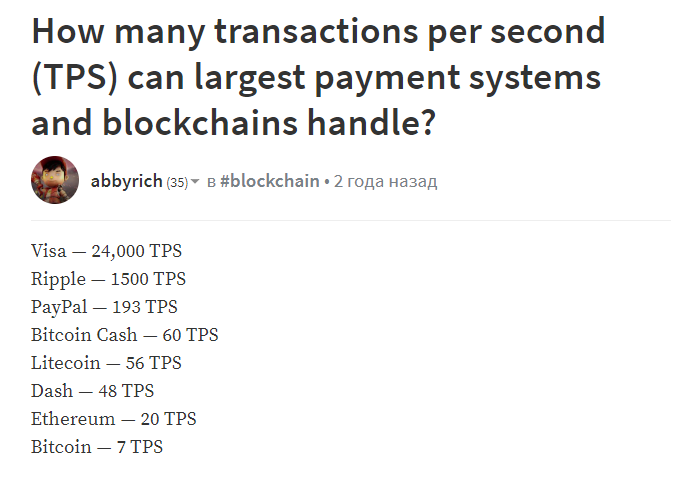 How many transactions per second
(TPS) can largest payment systems
and blockchains handle?
abbyrich (35) в #blockchain • 2 года назад
Visa — 24,000 TPS
Ripple — 1500 TPS
PayPal — 193 TPS
Bitcoin Cash — 60 TPS
Litecoin — 56 TPS
Dash — 48 TPS
Ethereum — 20 TPS
Bitcoin — 7 TPS